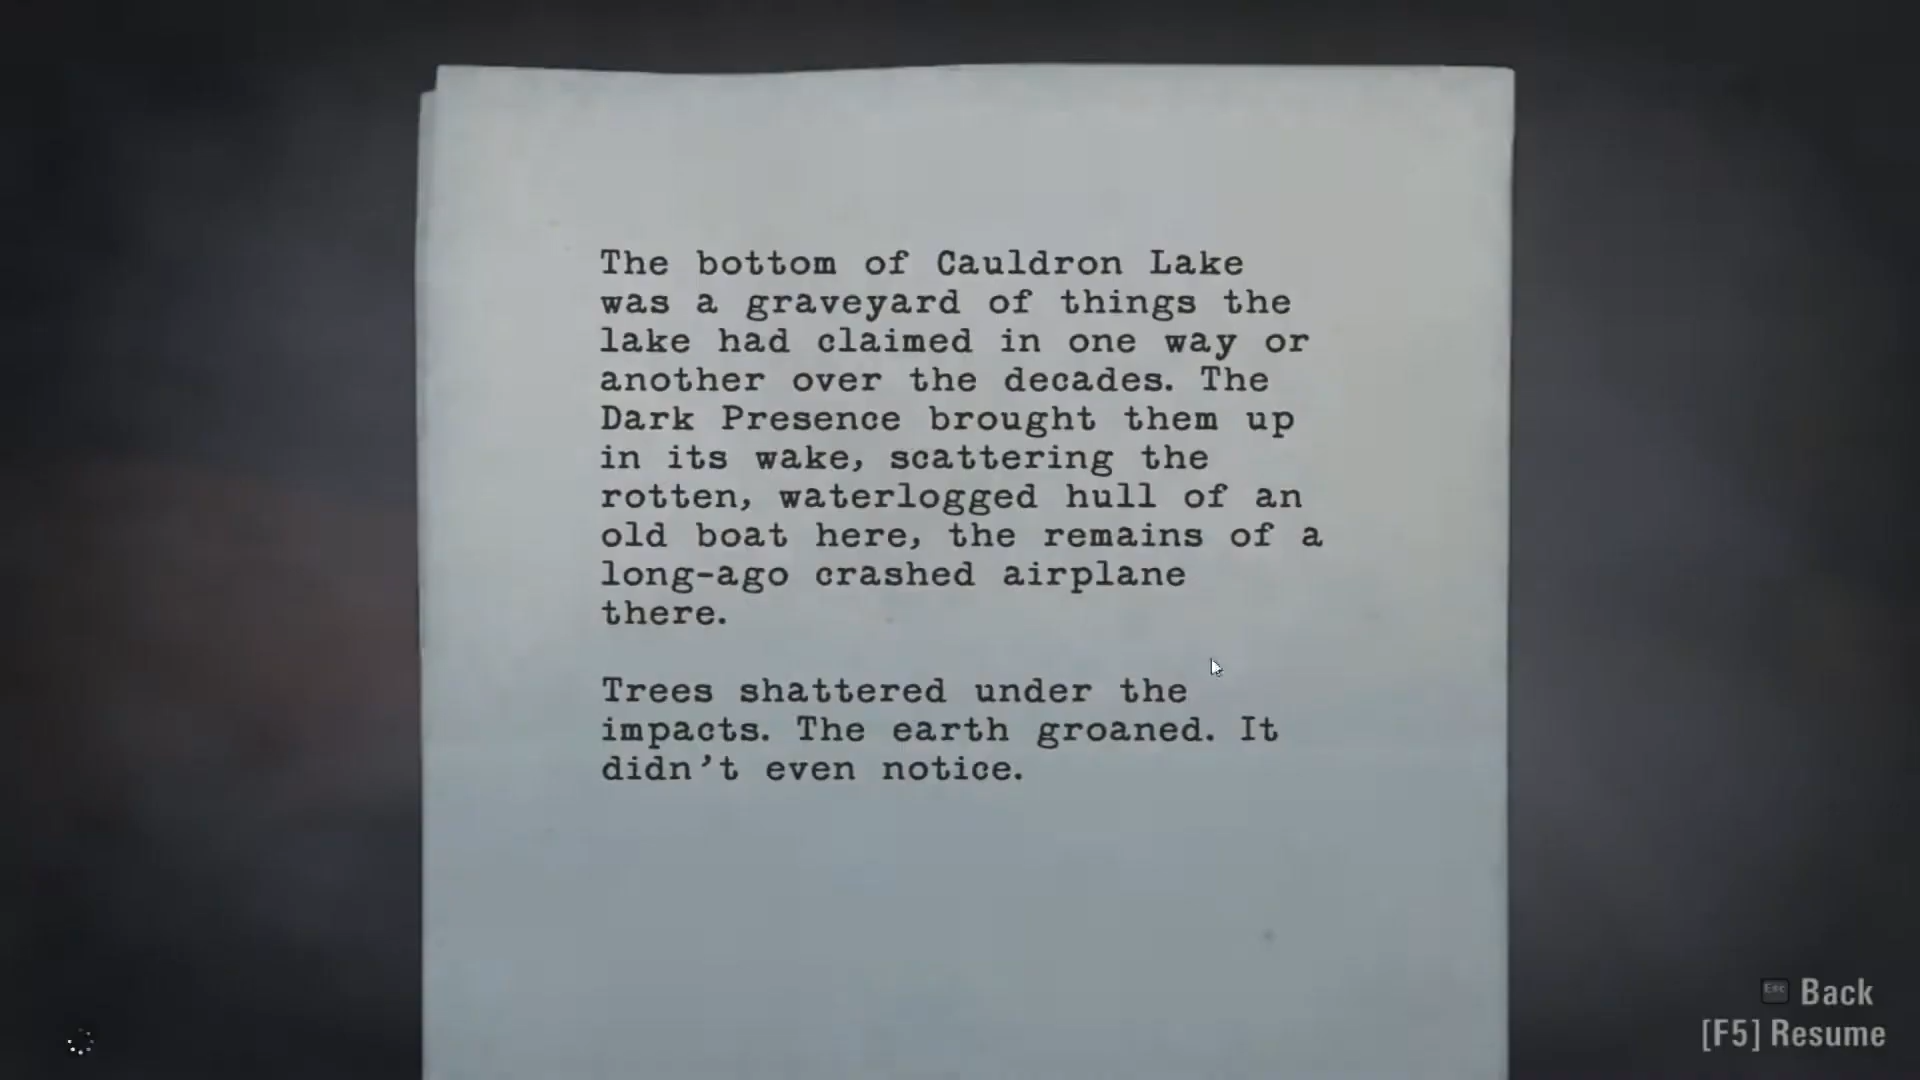 The bottom of Cauldron Lake
was a graveyard of things the
lake had claimed in one way or
another over the decades. The
Dark Presence brought them up
in its wake, scattering the
rotten, waterlogged hull of an
old boat here, the remains of a
long-ago crashed airplane
there.
Trees shattered under the
impacts. The earth groaned. It
didn't even notice.
Esc Back
[F5] Resume